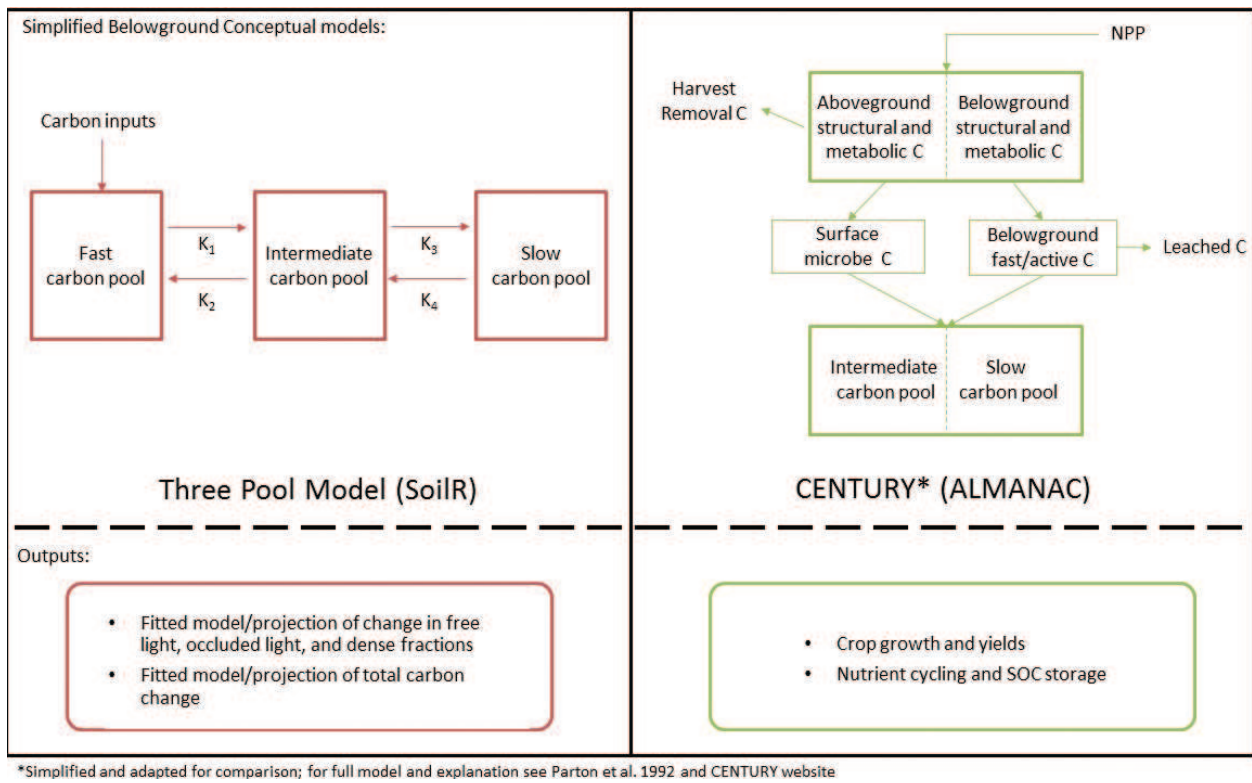 Simplified Belowground Conceptual models:
Carbon inputs
Fast
carbon pool
K1
K2
Intermediate
carbon pool
K3
K4
Slow
carbon pool
Three Pool Model (SoilR)
NPP
Harvest
Removal C
Aboveground
structural and
metabolic C
Belowground
structural and
metabolic C
Surface
microbe C
Belowground
fast/active C
Leached C
Intermediate
carbon pool
Slow
carbon pool
CENTURY* (ALMANAC)
Outputs:
• Fitted model/projection of change in free
light, occluded light, and dense fractions
• Fitted model/projection of total carbon
change
• Crop growth and yields
• Nutrient cycling and SOC storage
*Simplified and adapted for comparison; for full model and explanation see Parton et al. 1992 and CENTURY website